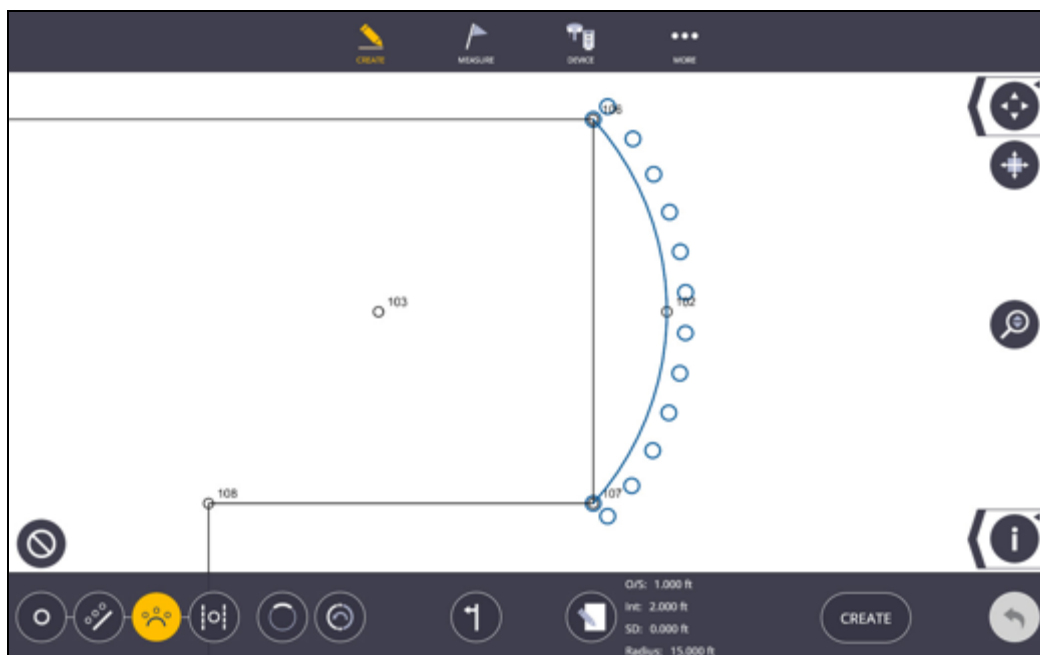 CREATE
MEASURE
DEVICE
MORE
106
103
102
108
107
O/S: 1.000 ft
Int: 2.000 ft
SD: 0.000 ft
Radius: 15.000 ft
CREATE
i